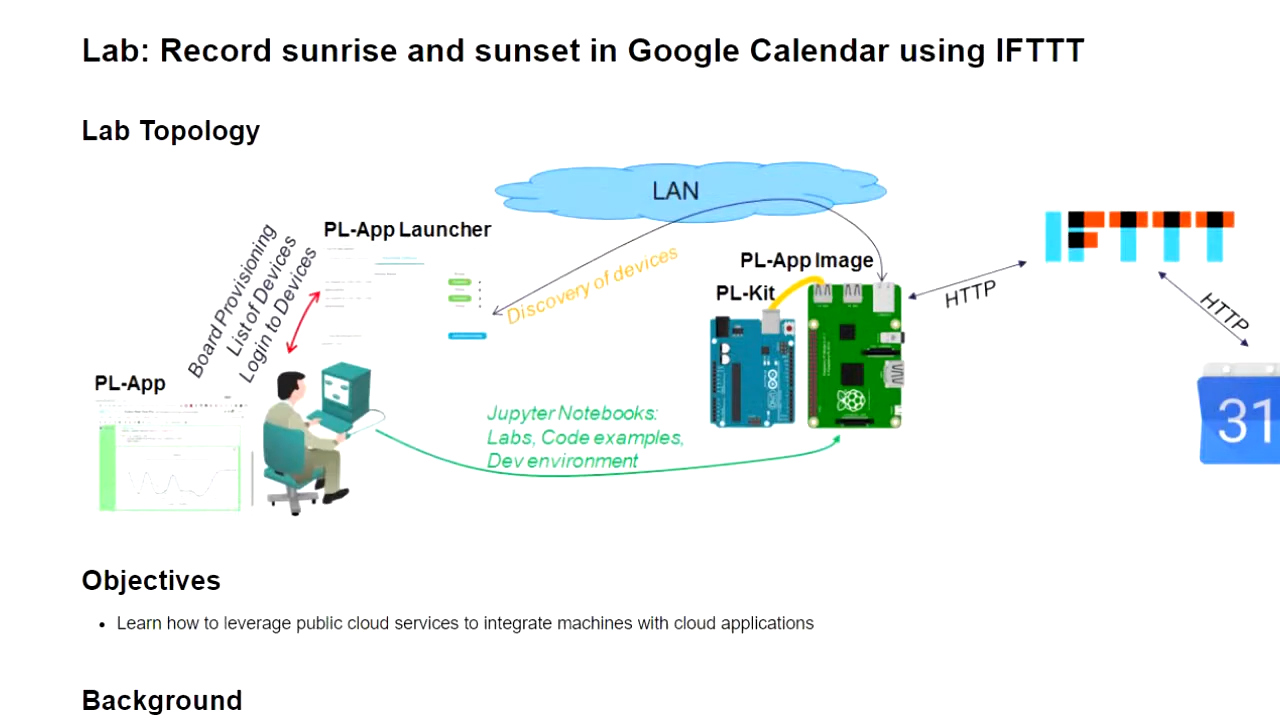 Lab: Record sunrise and sunset in Google Calendar using IFTTT
Lab Topology
LAN
PL-App Launcher
Board Provisioning
List of Devices
Login to Devices
Discovery of devices
PL-App Image
PL-Kit
HTTP
IFTTT
HTTP
PL-App
31
Jupyter Notebooks:
Labs, Code examples,
Dev environment
Objectives
• Learn how to leverage public cloud services to integrate machines with cloud applications
Background